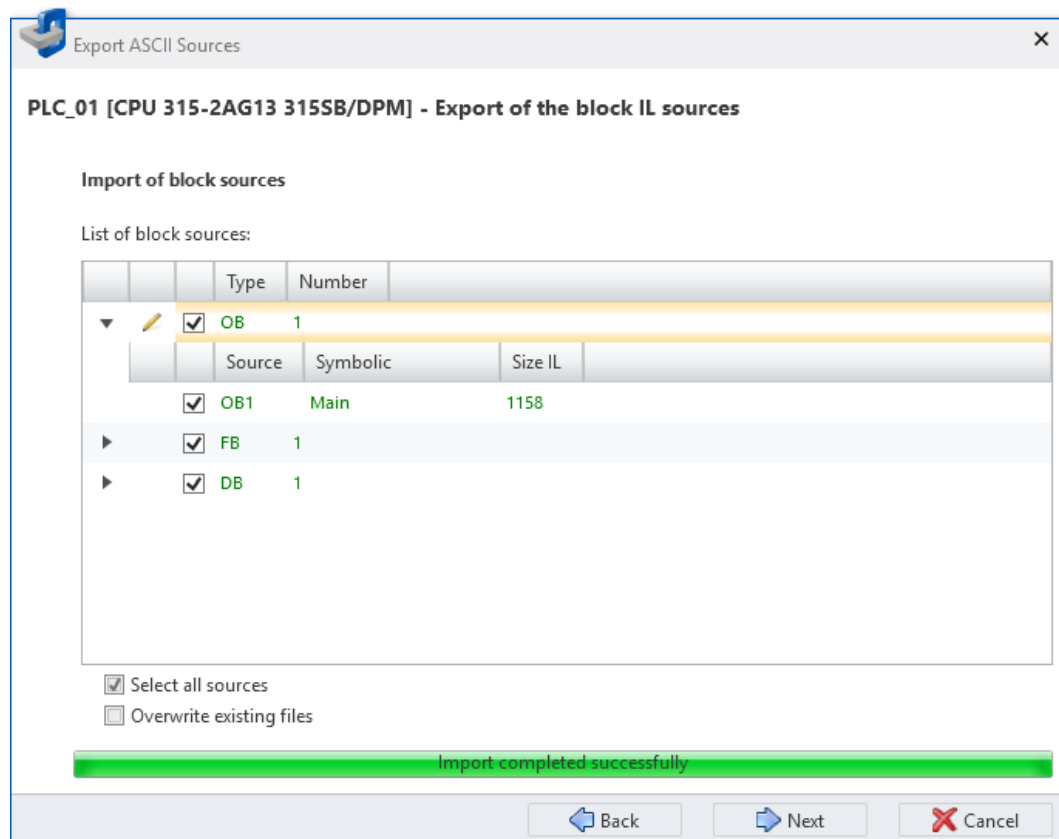 Export ASCII Sources
PLC_01 [CPU 315-2AG13 315SB/DPM] - Export of the block IL sources
Import of block sources
List of block sources:
Type Number
OB 1
Source Symbolic Size IL
OB1 Main 1158
FB 1
DB 1
Select all sources
Overwrite existing files
Import completed successfully
Back Next Cancel